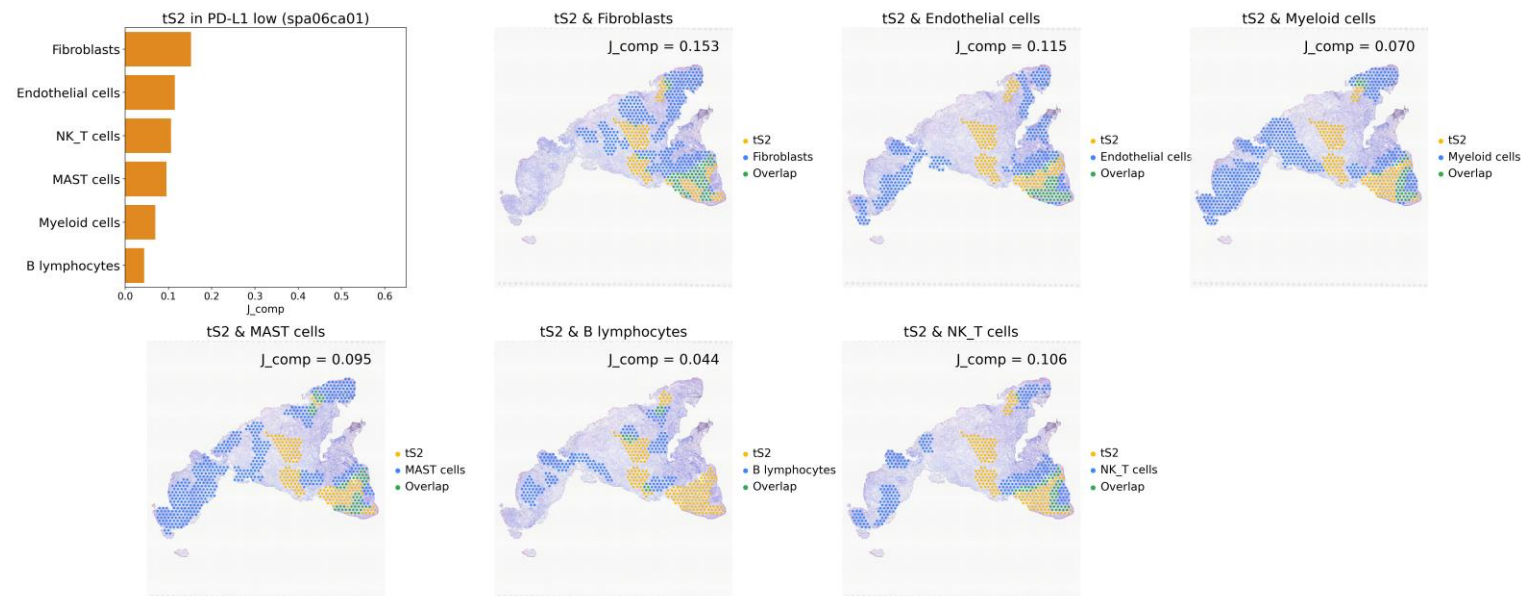 tS2 in PD-L1 low (spa06ca01)
Fibroblasts
Endothelial cells
NK_T cells
MAST cells
Myeloid cells
B lymphocytes
0.0 0.1 0.2 0.3 0.4 0.5 0.6
J_comp
tS2 & Fibroblasts
J_comp = 0.153
tS2
Fibroblasts
Overlap
tS2 & Endothelial cells
J_comp = 0.115
tS2
Endothelial cells
Overlap
tS2 & Myeloid cells
J_comp = 0.070
tS2
Myeloid cells
Overlap
tS2 & MAST cells
J_comp = 0.095
tS2
MAST cells
Overlap
tS2 & B lymphocytes
J_comp = 0.044
tS2
B lymphocytes
Overlap
tS2 & NK_T cells
J_comp = 0.106
tS2
NK_T cells
Overlap